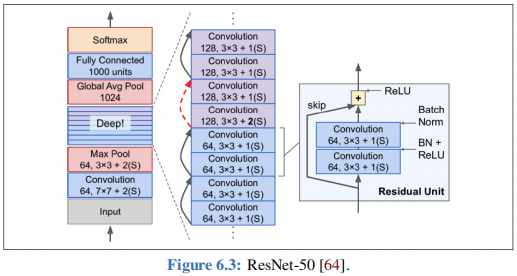 Softmax
Fully Connected
1000 units
Global Avg Pool
1024
Deep!
Max Pool
64, 3×3 + 2(S)
Convolution
64, 7×7 + 2(S)
Input
Convolution
128, 3×3 + 1(S)
Convolution
128, 3×3 + 1(S)
Convolution
128, 3×3 + 1(S)
Convolution
128, 3×3 + 2(S)
Convolution
64, 3×3 + 1(S)
Convolution
64, 3×3 + 1(S)
Convolution
64, 3×3 + 1(S)
Convolution
64, 3×3 + 1(S)
+
ReLU
skip
Batch
Norm
Convolution
64, 3×3 + 1(S)
BN +
ReLU
Convolution
64, 3×3 + 1(S)
Residual Unit
Figure 6.3: ResNet-50 [64].